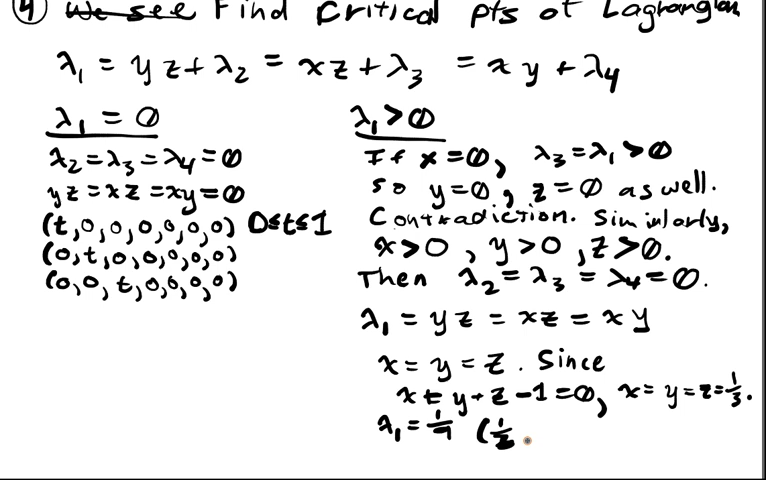 ④ We see Find Critical pts of Lagrangian
λ₁ = yz + λ₂ = xz + λ₃ = xy + λ₄
λ₁ = 0
λ₂ = λ₃ = λ₄ = 0
yz = xz = xy = 0
(t,0,0,0,0,0,0) 0≤t≤1
(0,t,0,0,0,0,0)
(0,0,t,0,0,0,0)
λ₁ > 0
If x = 0, λ₃ = λ₁ > 0
so y = 0, z = 0 as well.
Contradiction. Similarly,
x > 0, y > 0, z > 0.
Then λ₂ = λ₃ = λ₄ = 0.
λ₁ = yz = xz = xy
x = y = z. Since
x + y + z - 1 = 0, x = y = z = 1/3.
λ₁ = 1/9 (1/3